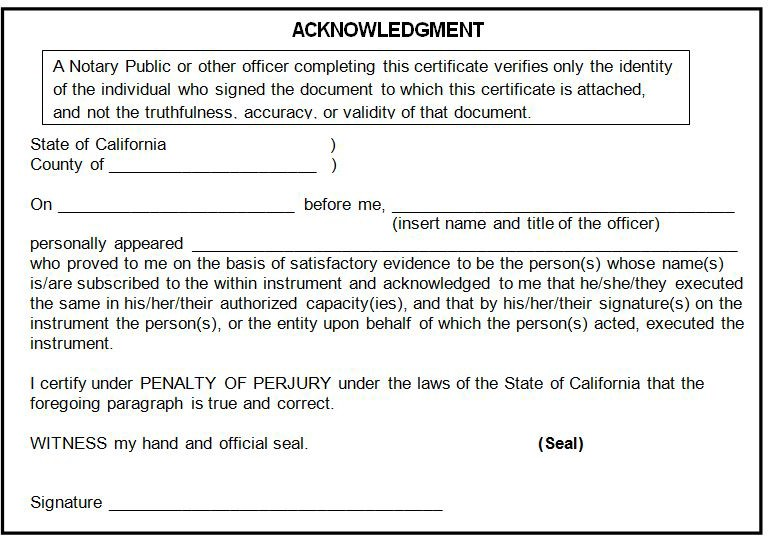 ACKNOWLEDGMENT
A Notary Public or other officer completing this certificate verifies only the identity
of the individual who signed the document to which this certificate is attached,
and not the truthfulness, accuracy, or validity of that document.
State of California )
County of ______________________ )
On _________________________ before me, ____________________________________
(insert name and title of the officer)
personally appeared __________________________________________________________
who proved to me on the basis of satisfactory evidence to be the person(s) whose name(s)
is/are subscribed to the within instrument and acknowledged to me that he/she/they executed
the same in his/her/their authorized capacity(ies), and that by his/her/their signature(s) on the
instrument the person(s), or the entity upon behalf of which the person(s) acted, executed the
instrument.
I certify under PENALTY OF PERJURY under the laws of the State of California that the
foregoing paragraph is true and correct.
WITNESS my hand and official seal. (Seal)
Signature ___________________________________